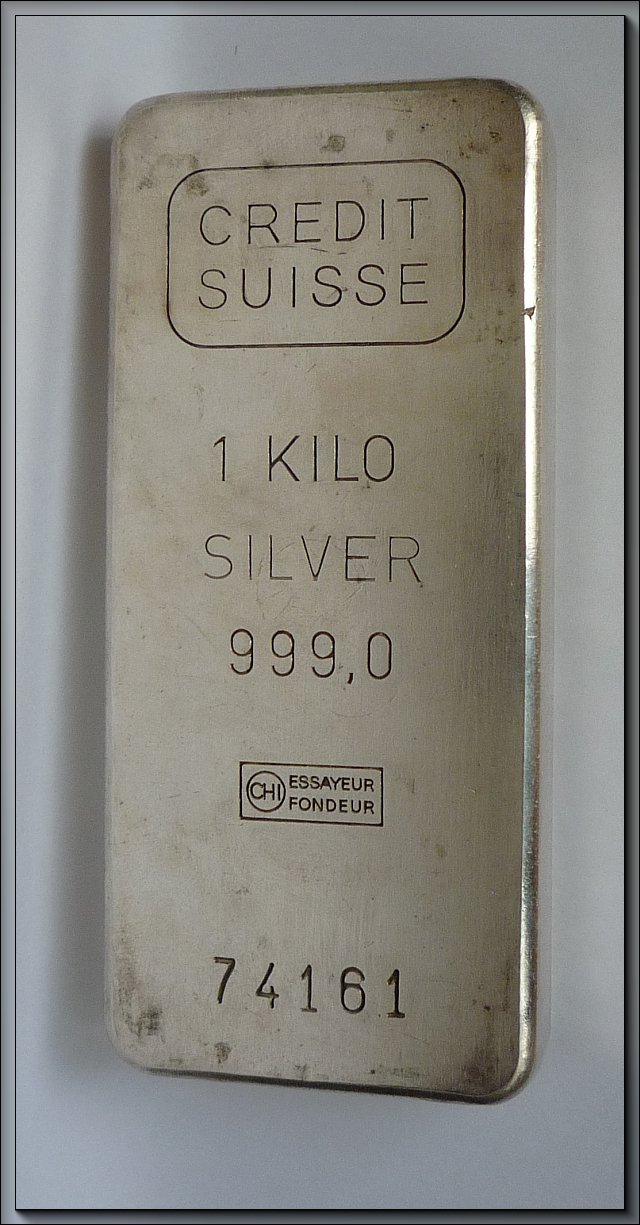 CREDIT
SUISSE
1 KILO
SILVER
999,0
CHI ESSAYEUR
FONDEUR
74161